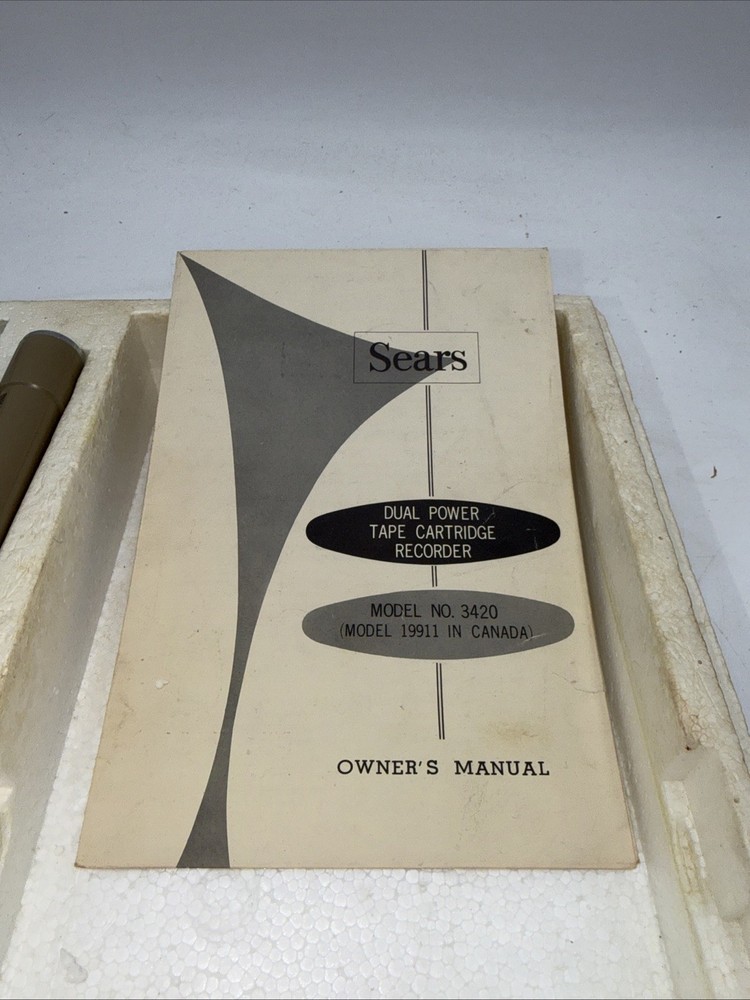 Sears
DUAL POWER
TAPE CARTRIDGE
RECORDER
MODEL NO. 3420
(MODEL 19911 IN CANADA)
OWNER'S MANUAL